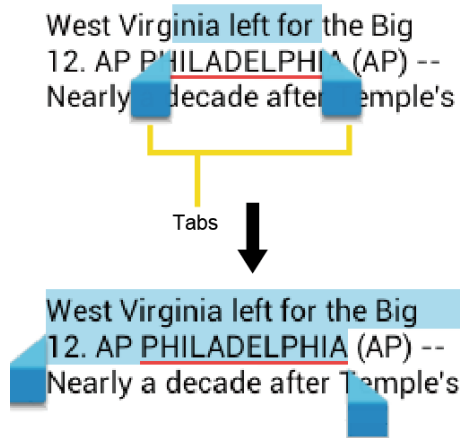 West Virginia left for the Big
12. AP PHILADELPHIA (AP) --
Nearly a decade after Temple's
Tabs
West Virginia left for the Big
12. AP PHILADELPHIA (AP) --
Nearly a decade after Temple's